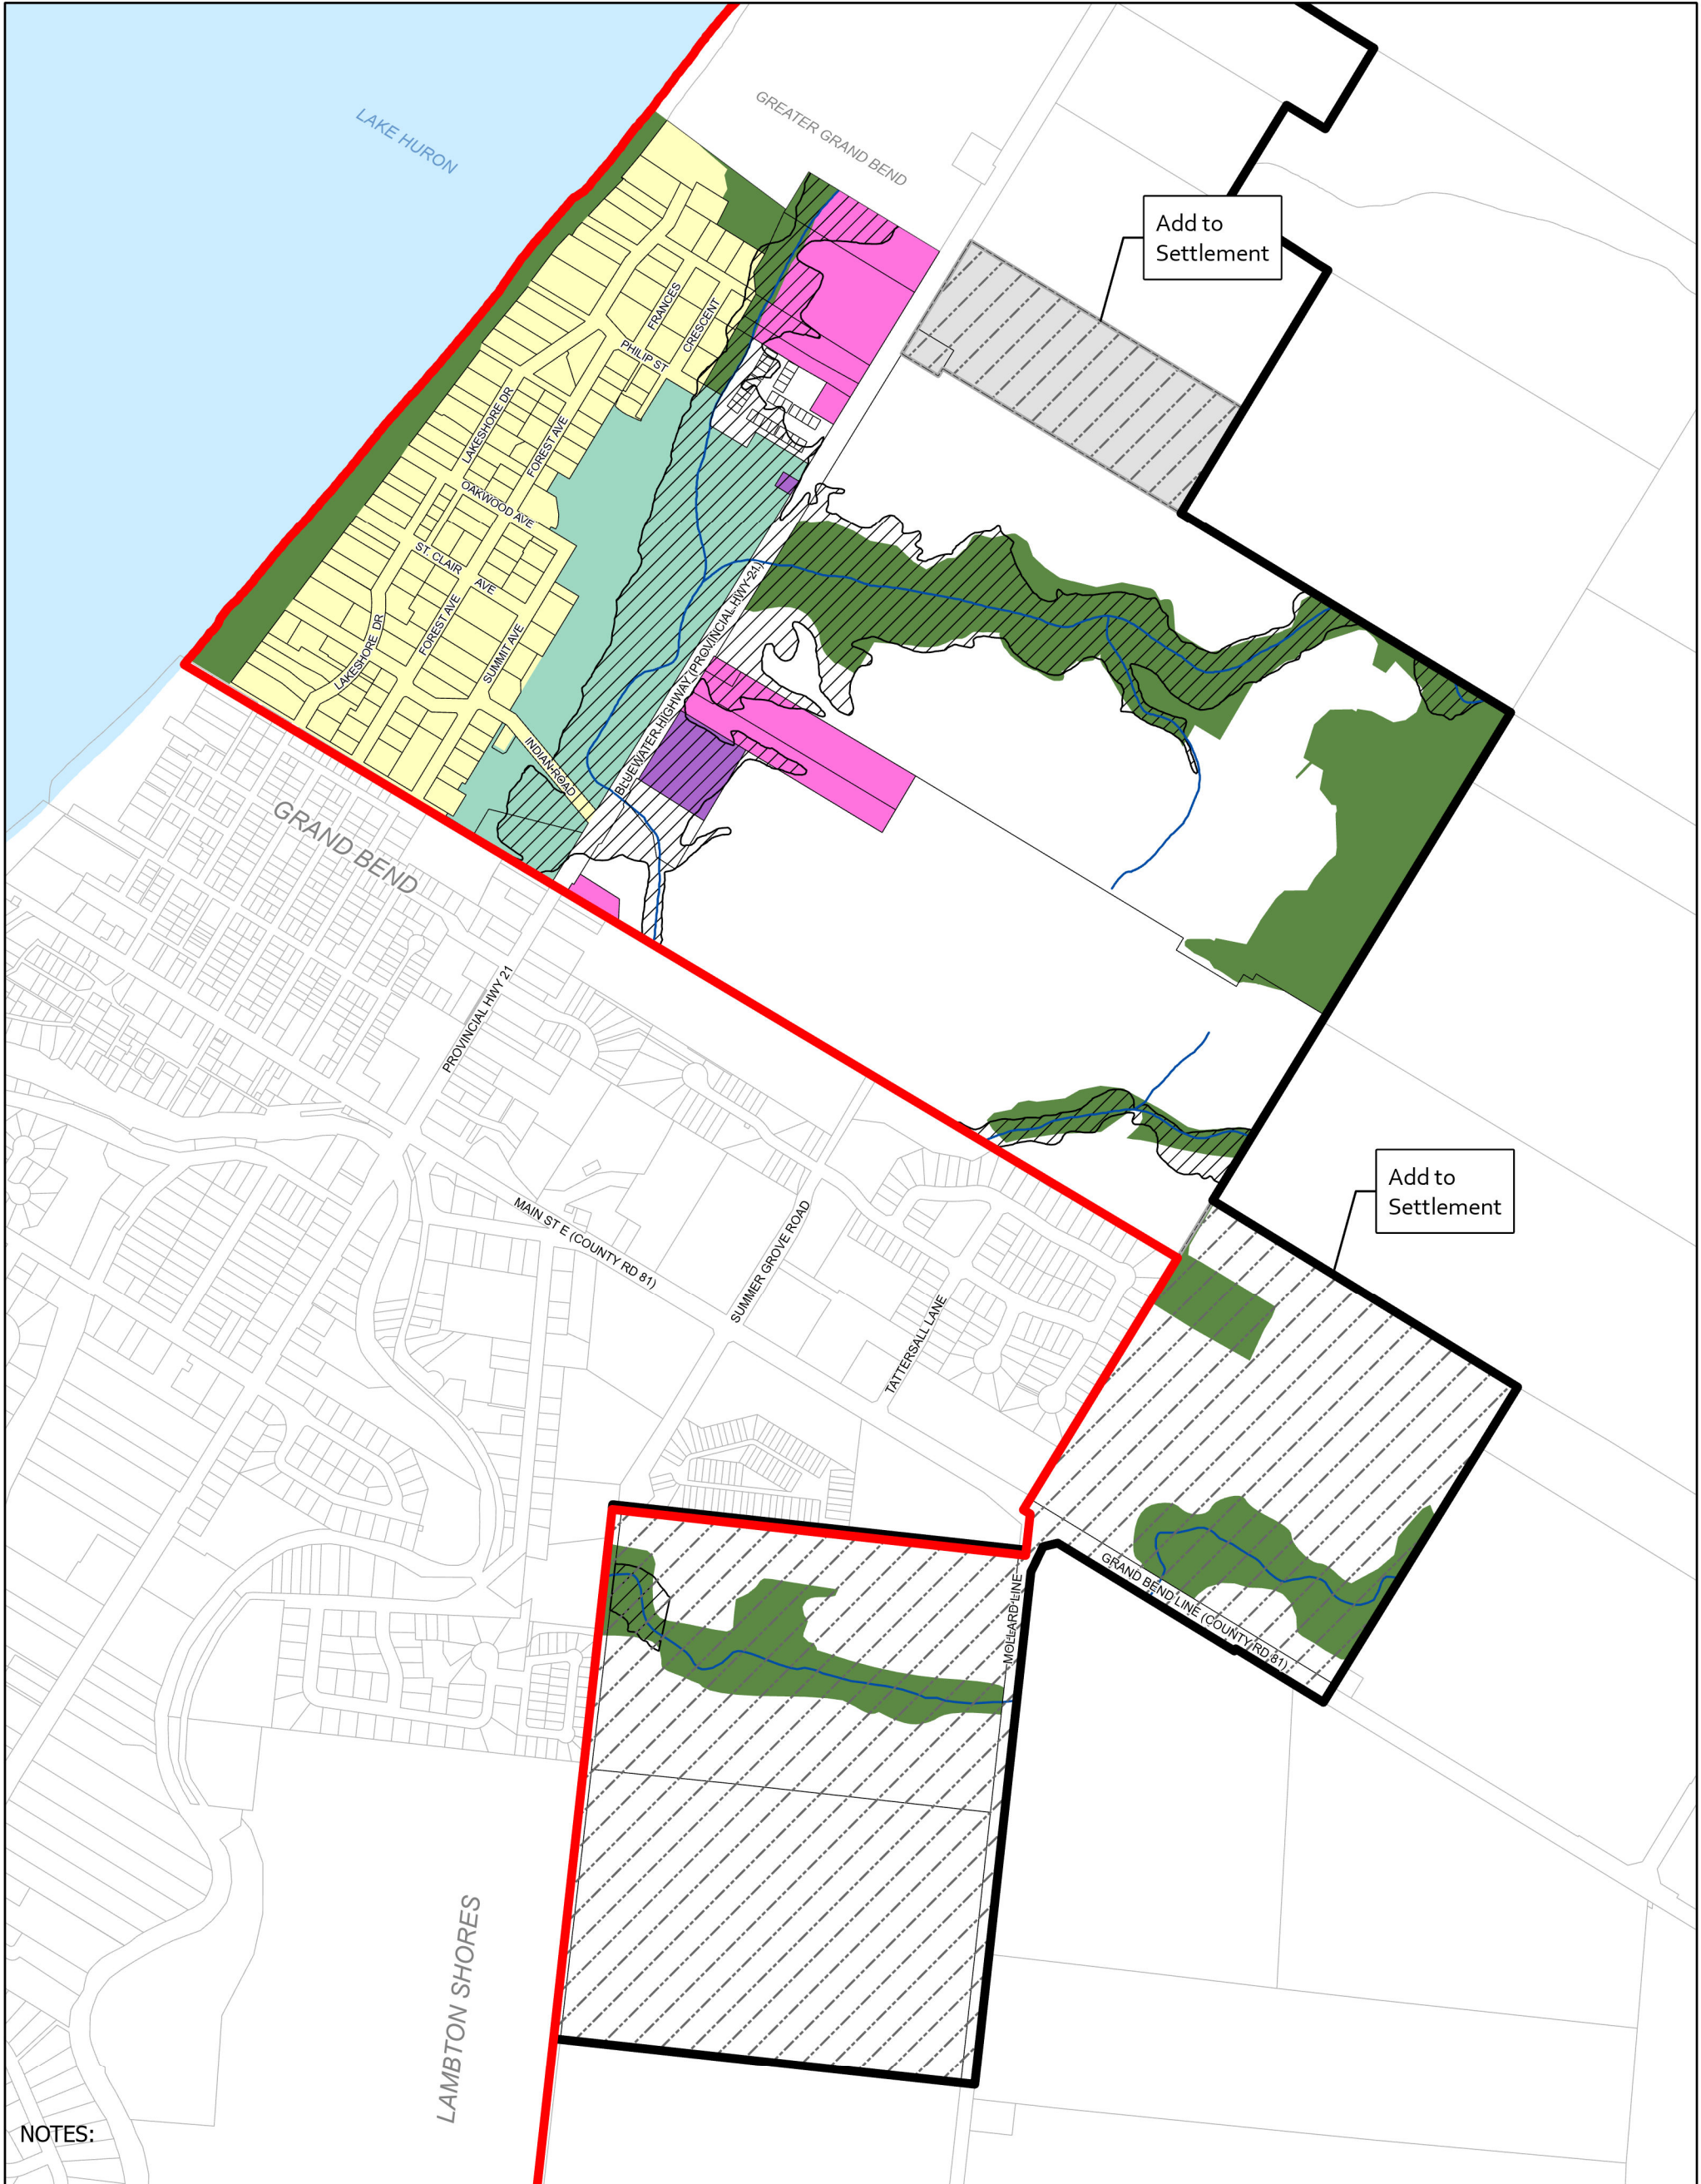 LAKE HURON
GREATER GRAND BEND
Add to
Settlement
FRANCES
CRESCENT
PHILIP ST
LAKESHORE DR
FOREST AVE
OAKWOOD AVE
ST. CLAIR AVE
FOREST AVE
LAKESHORE DR
SUMMIT AVE
BLUEWATER HIGHWAY (PROVINCIAL HWY 21)
INDIAN ROAD
GRAND BEND
PROVINCIAL HWY 21
Add to
Settlement
MAIN ST E (COUNTY RD 81)
SUMMER GROVE ROAD
TATTERSALL LANE
GRAND BEND LINE (COUNTY RD 81)
MOLLARD LINE
LAMBTON SHORES
NOTES: